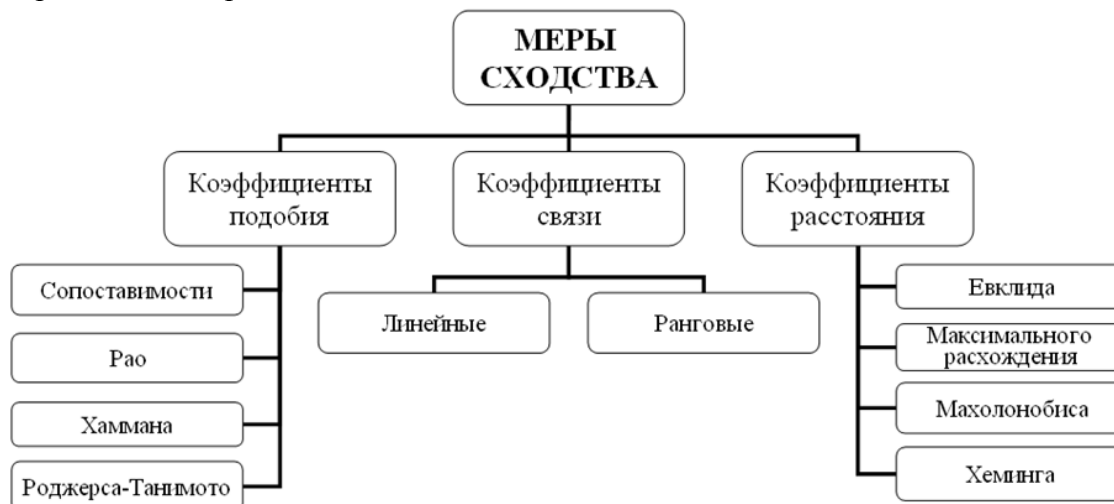 МЕРЫ
СХОДСТВА
Коэффициенты
подобия
Коэффициенты
связи
Коэффициенты
расстояния
Сопоставимости
Рао
Хаммана
Роджерса-Танимото
Линейные
Ранговые
Евклида
Максимального
расхождения
Махолонобиса
Хеминга